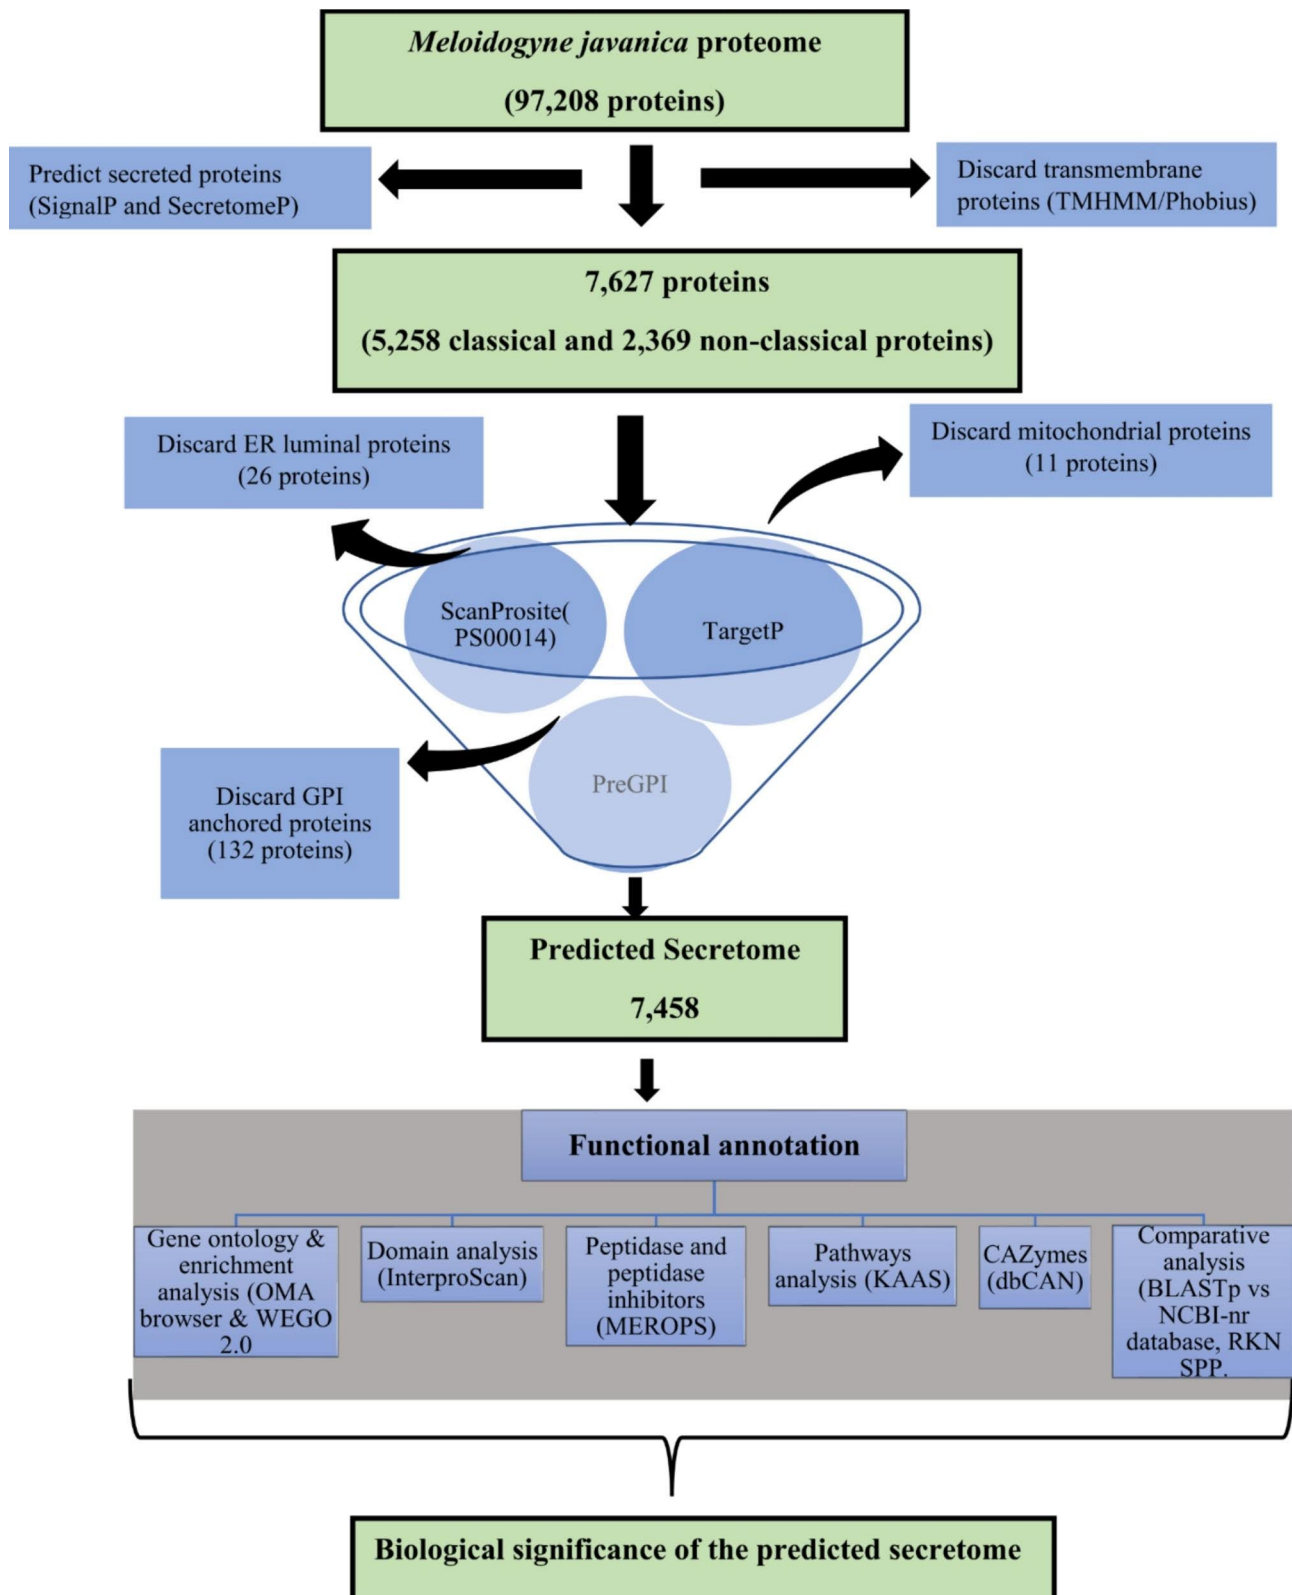 Meloidogyne javanica proteome
(97,208 proteins)
Predict secreted proteins
(SignalP and SecretomeP)
Discard transmembrane
proteins (TMHMM/Phobius)
7,627 proteins
(5,258 classical and 2,369 non-classical proteins)
Discard ER luminal proteins
(26 proteins)
Discard mitochondrial proteins
(11 proteins)
ScanProsite(
PS00014)
TargetP
PreGPI
Discard GPI
anchored proteins
(132 proteins)
Predicted Secretome
7,458
Functional annotation
Gene ontology &
enrichment
analysis (OMA
browser & WEGO
2.0
Domain analysis
(InterproScan)
Peptidase and
peptidase
inhibitors
(MEROPS)
Pathways
analysis (KAAS)
CAZymes
(dbCAN)
Comparative
analysis
(BLASTp vs
NCBI-nr
database, RKN
SPP.
Biological significance of the predicted secretome